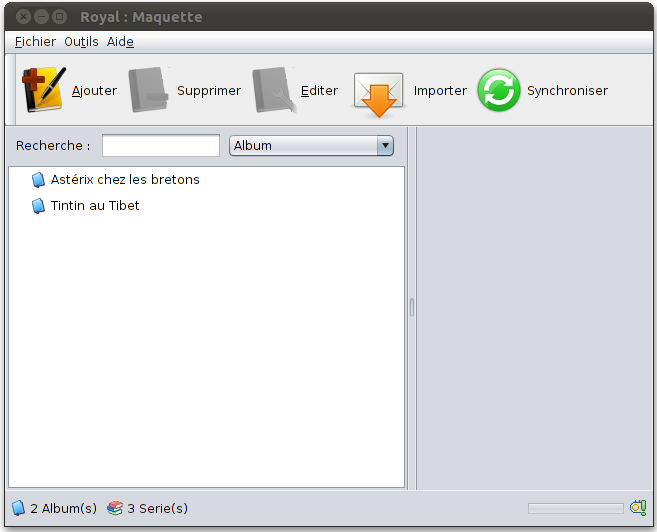 Royal : Maquette
Fichier Outils Aide
Ajouter Supprimer Editer Importer Synchroniser
Recherche : Album
Astérix chez les bretons
Tintin au Tibet
2 Album(s) 3 Serie(s)